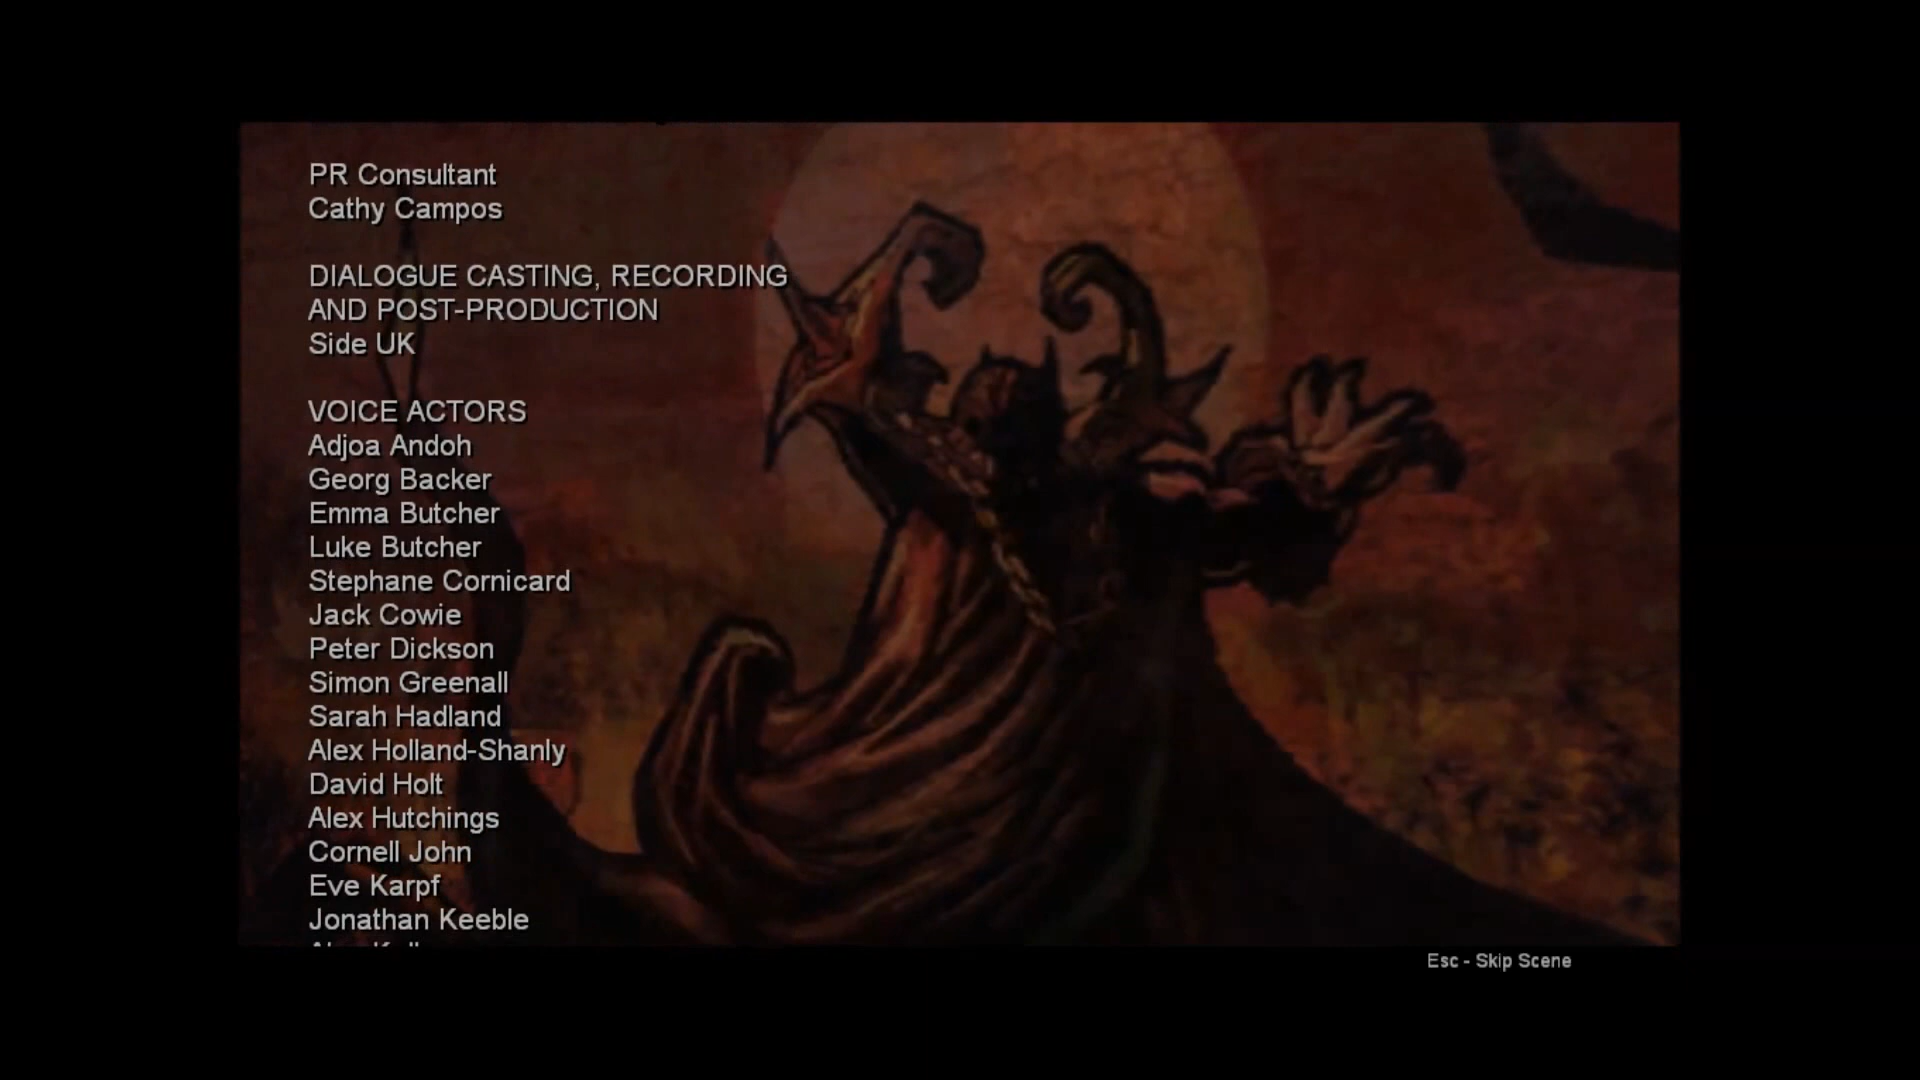 PR Consultant
Cathy Campos
DIALOGUE CASTING, RECORDING
AND POST-PRODUCTION
Side UK
VOICE ACTORS
Adjoa Andoh
Georg Backer
Emma Butcher
Luke Butcher
Stephane Cornicard
Jack Cowie
Peter Dickson
Simon Greenall
Sarah Hadland
Alex Holland-Shanly
David Holt
Alex Hutchings
Cornell John
Eve Karpf
Jonathan Keeble
Esc - Skip Scene